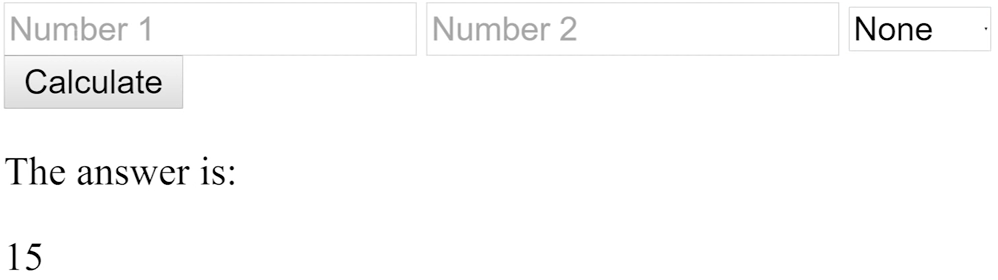 Number 1 Number 2 None
Calculate
The answer is:
15